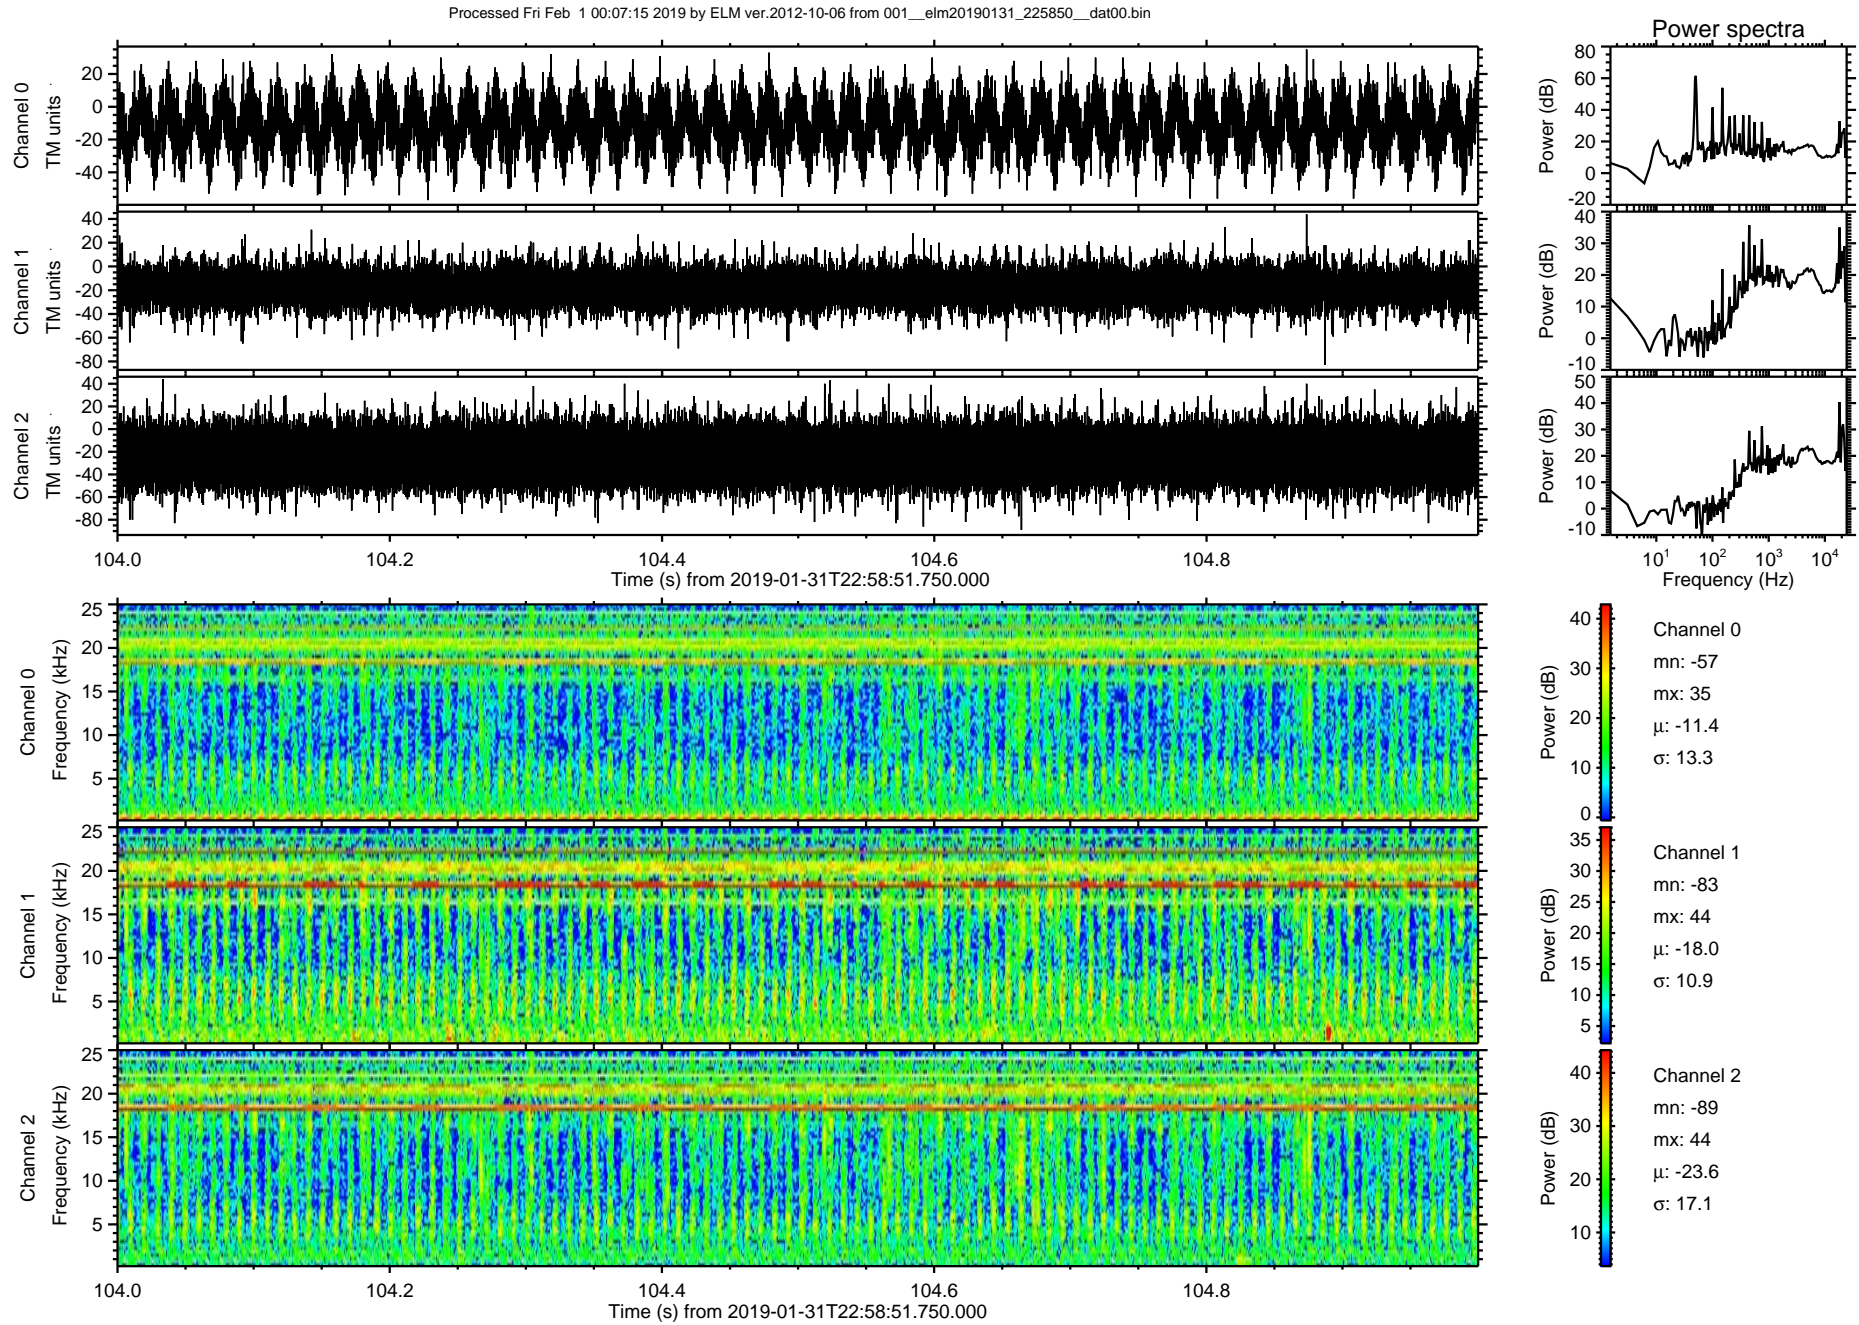 Processed Fri Feb  1 00:07:15 2019 by ELM ver.2012-10-06 from 001__elm20190131_225850__dat00.bin
Power spectra
Channel 0
TM units
20
0
-20
-40
Power (dB)
80
60
40
20
0
-20
Channel 1
TM units
40
20
0
-20
-40
-60
-80
Power (dB)
40
30
20
10
0
-10
Channel 2
TM units
40
20
0
-20
-40
-60
-80
Power (dB)
50
40
30
20
10
0
-10
104.0 104.2 104.4 104.6 104.8
Time (s) from 2019-01-31T22:58:51.750.000
10^1 10^2 10^3 10^4
Frequency (Hz)
Channel 0
Frequency (kHz)
25
20
15
10
5
Power (dB)
40
30
20
10
0
Channel 0
mn: -57
mx: 35
μ: -11.4
σ: 13.3
Channel 1
Frequency (kHz)
25
20
15
10
5
Power (dB)
35
30
25
20
15
10
5
Channel 1
mn: -83
mx: 44
μ: -18.0
σ: 10.9
Channel 2
Frequency (kHz)
25
20
15
10
5
Power (dB)
40
30
20
10
Channel 2
mn: -89
mx: 44
μ: -23.6
σ: 17.1
104.0 104.2 104.4 104.6 104.8
Time (s) from 2019-01-31T22:58:51.750.000